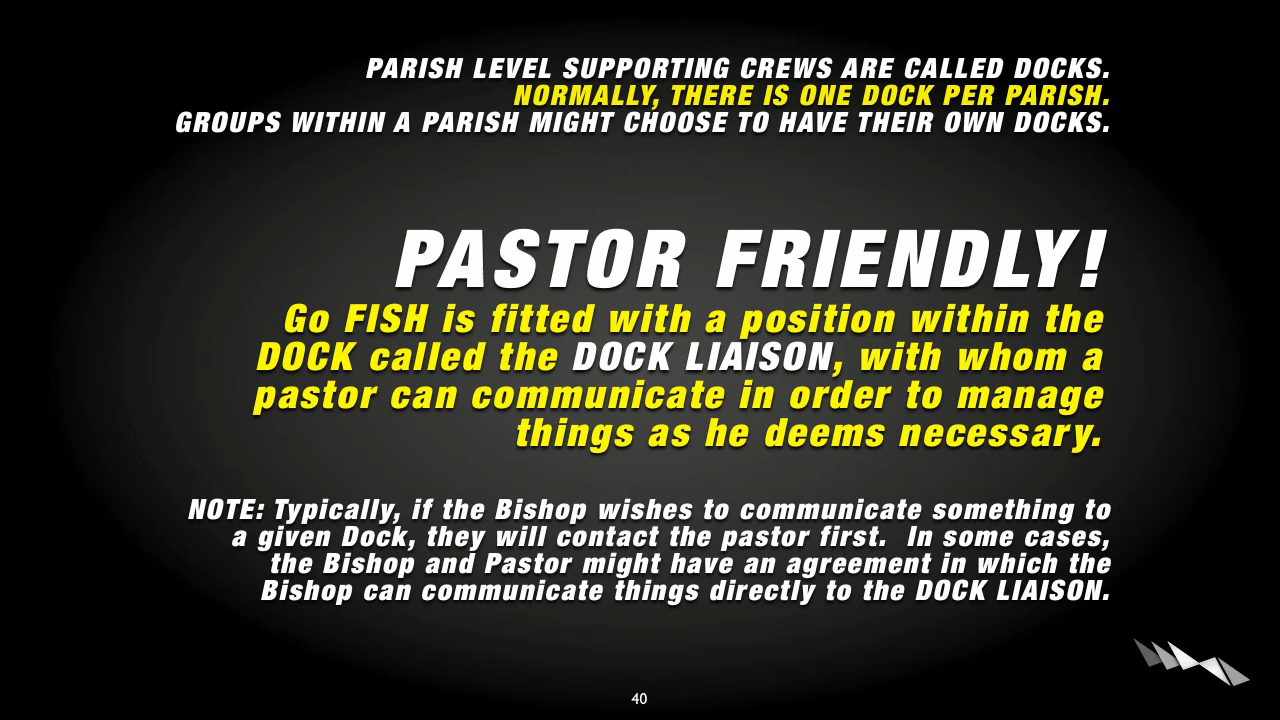 PARISH LEVEL SUPPORTING CREWS ARE CALLED DOCKS.
NORMALLY, THERE IS ONE DOCK PER PARISH.
GROUPS WITHIN A PARISH MIGHT CHOOSE TO HAVE THEIR OWN DOCKS.
PASTOR FRIENDLY!
Go FISH is fitted with a position within the
DOCK called the DOCK LIAISON, with whom a
pastor can communicate in order to manage
things as he deems necessary.
NOTE: Typically, if the Bishop wishes to communicate something to
a given Dock, they will contact the pastor first.  In some cases,
the Bishop and Pastor might have an agreement in which the
Bishop can communicate things directly to the DOCK LIAISON.
40